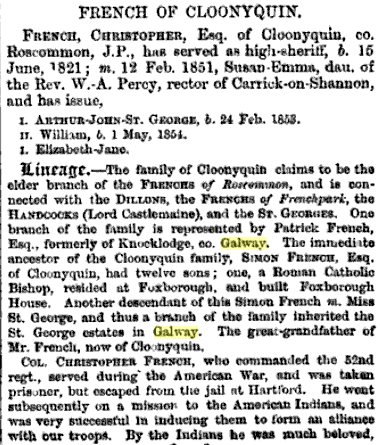 FRENCH OF CLOONYQUIN.
FRENCH, CHRISTOPHER, Esq. of Cloonyquin, co.
Roscommon, J.P., has served as high-sheriff, b. 15
June, 1821; m. 12 Feb. 1851, Susan-Emma, dau. of
the Rev. W.-A. Percy, rector of Carrick-on-Shannon,
and has issue,
I. ARTHUR-JOHN-ST. GEORGE, b. 24 Feb. 1853.
II. William, b. 1 May, 1854.
I. Elizabeth-Jane.
Lineage.—The family of Cloonyquin claims to be the
elder branch of the FRENCHS of Roscommon, and is con-
nected with the DILLONS, the FRENCHS of Frenchpark, the
HANDCOCKS (Lord Castlemaine), and the ST. GEORGES. One
branch of the family is represented by Patrick French,
Esq., formerly of Knocklodge, co. Galway. The immediate
ancestor of the Cloonyquin family, SIMON FRENCH, Esq.
of Cloonyquin, had twelve sons; one, a Roman Catholic
Bishop, resided at Foxborough, and built Foxborough
House. Another descendant of this Simon French m. Miss
St. George, and thus a branch of the family inherited the
St. George estates in Galway. The great-grandfather of
Mr. French, now of Cloonyquin,
COL. CHRISTOPHER FRENCH, who commanded the 52nd
regt., served during the American War, and was taken
prisoner, but escaped from the jail at Hartford. He went
subsequently on a mission to the American Indians, and
was very successful in inducing them to form an alliance
with our troops. By the Indians he was much beloved,